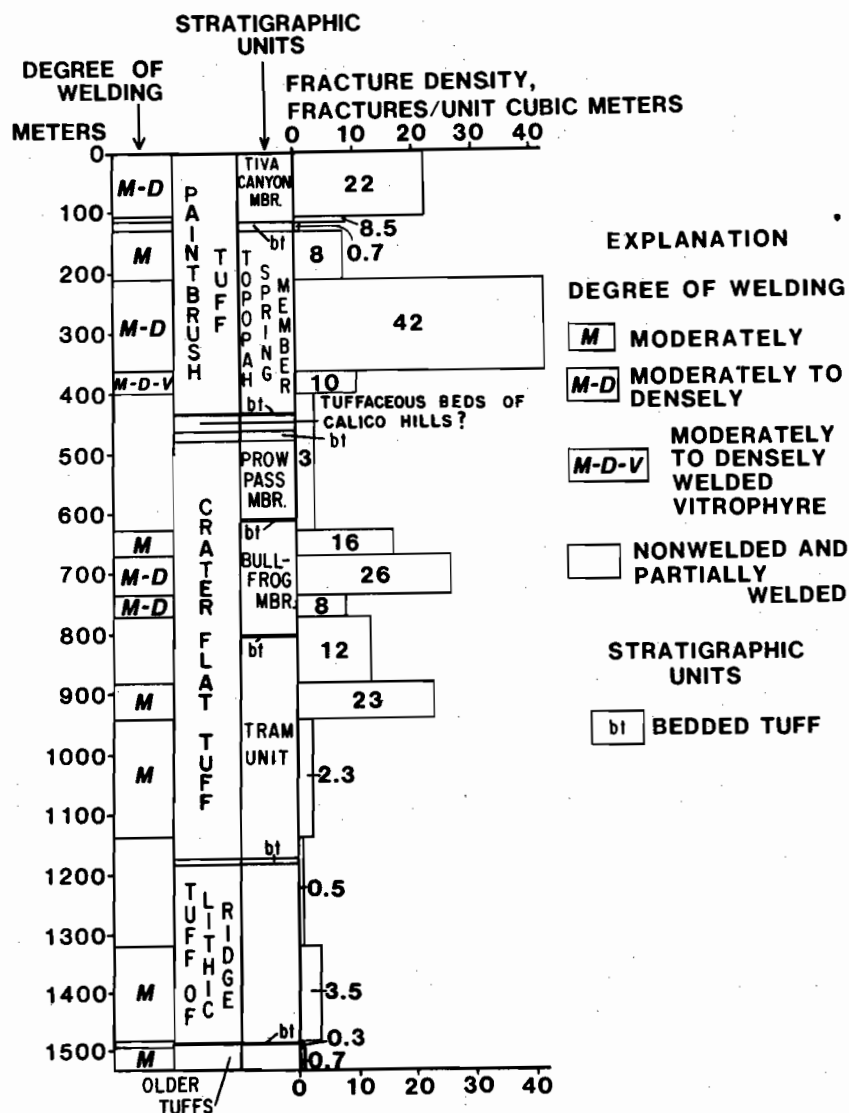 STRATIGRAPHIC
UNITS
DEGREE OF
WELDING
FRACTURE DENSITY,
FRACTURES/UNIT CUBIC METERS
METERS
0 10 20 30 40
0
100
200
300
400
500
600
700
800
900
1000
1100
1200
1300
1400
1500
M-D
M
M-D
M-D-V
M
M-D
M-D
M
M
M
M
PAINTBRUSH
TUFF
CRATER FLAT TUFF
TUFF OF
LITHIC
RIDGE
OLDER
TUFFS
TIVA
CANYON
MBR.
bt
TOPOPAH
SPRING
MEMBER
bt
TUFFACEOUS BEDS OF
CALICO HILLS?
bt
PROW
PASS
MBR.
bt
BULL-
FROG
MBR.
bt
TRAM
UNIT
bt
bt
22
8.5
0.7
8
42
10
3
16
26
8
12
23
2.3
0.5
3.5
0.3
0.7
0 10 20 30 40
EXPLANATION
DEGREE OF WELDING
M MODERATELY
M-D MODERATELY TO
DENSELY
M-D-V MODERATELY
TO DENSELY
WELDED
VITROPHYRE
NONWELDED AND
PARTIALLY
WELDED
STRATIGRAPHIC
UNITS
bt BEDDED TUFF